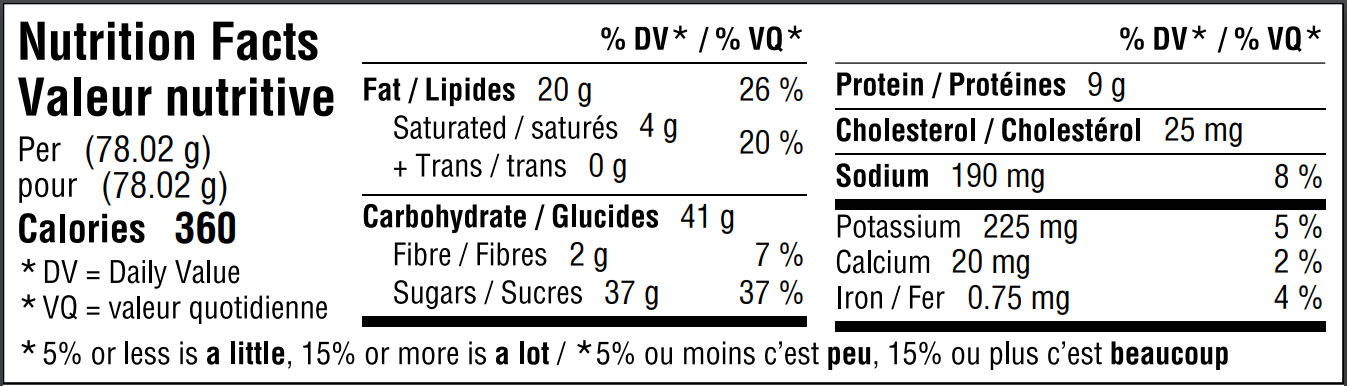 Nutrition Facts
Valeur nutritive
Per (78.02 g)
pour (78.02 g)
Calories 360
* DV = Daily Value
* VQ = valeur quotidienne
% DV* / % VQ*
Fat / Lipides 20 g 26 %
Saturated / saturés 4 g
20 %
+ Trans / trans 0 g
Carbohydrate / Glucides 41 g
Fibre / Fibres 2 g 7 %
Sugars / Sucres 37 g 37 %
% DV* / % VQ*
Protein / Protéines 9 g
Cholesterol / Cholestérol 25 mg
Sodium 190 mg 8 %
Potassium 225 mg 5 %
Calcium 20 mg 2 %
Iron / Fer 0.75 mg 4 %
*5% or less is a little, 15% or more is a lot / *5% ou moins c’est peu, 15% ou plus c’est beaucoup